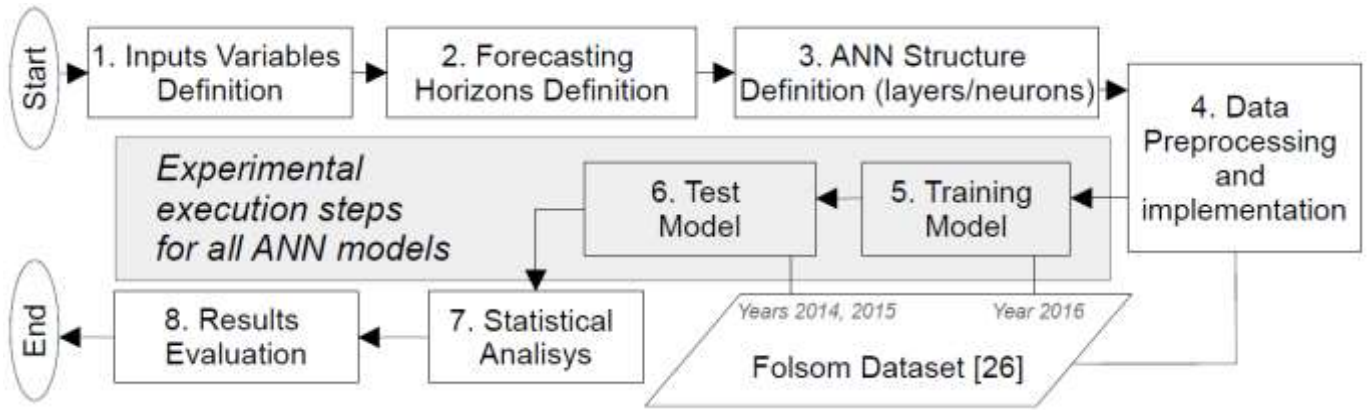 Start
1. Inputs Variables
Definition
2. Forecasting
Horizons Definition
3. ANN Structure
Definition (layers/neurons)
4. Data
Preprocessing
and
implementation
Experimental
execution steps
for all ANN models
5. Training
Model
6. Test
Model
Years 2014, 2015
Year 2016
Folsom Dataset [26]
7. Statistical
Analisys
8. Results
Evaluation
End